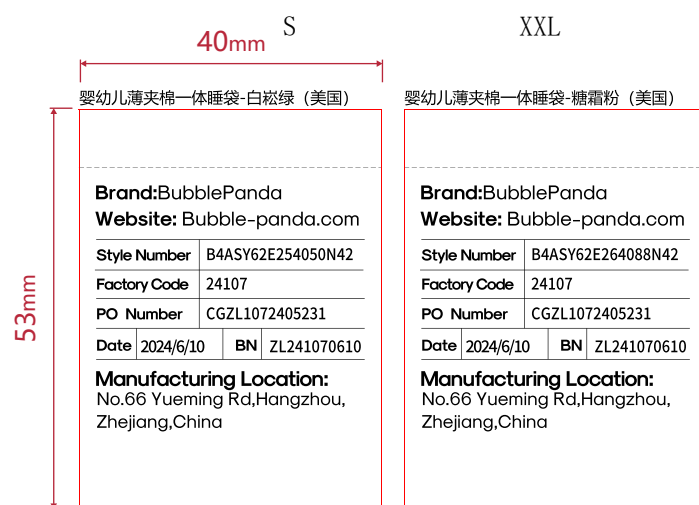 S
XXL
40mm
婴幼儿薄夹棉一体睡袋-白菘绿（美国）
婴幼儿薄夹棉一体睡袋-糖霜粉（美国）
53mm
Brand:BubblePanda
Website: Bubble-panda.com
Style Number B4ASY62E254050N42
Factory Code 24107
PO Number CGZL1072405231
Date 2024/6/10 BN ZL241070610
Manufacturing Location:
No.66 Yueming Rd,Hangzhou,
Zhejiang,China
Brand:BubblePanda
Website: Bubble-panda.com
Style Number B4ASY62E264088N42
Factory Code 24107
PO Number CGZL1072405231
Date 2024/6/10 BN ZL241070610
Manufacturing Location:
No.66 Yueming Rd,Hangzhou,
Zhejiang,China